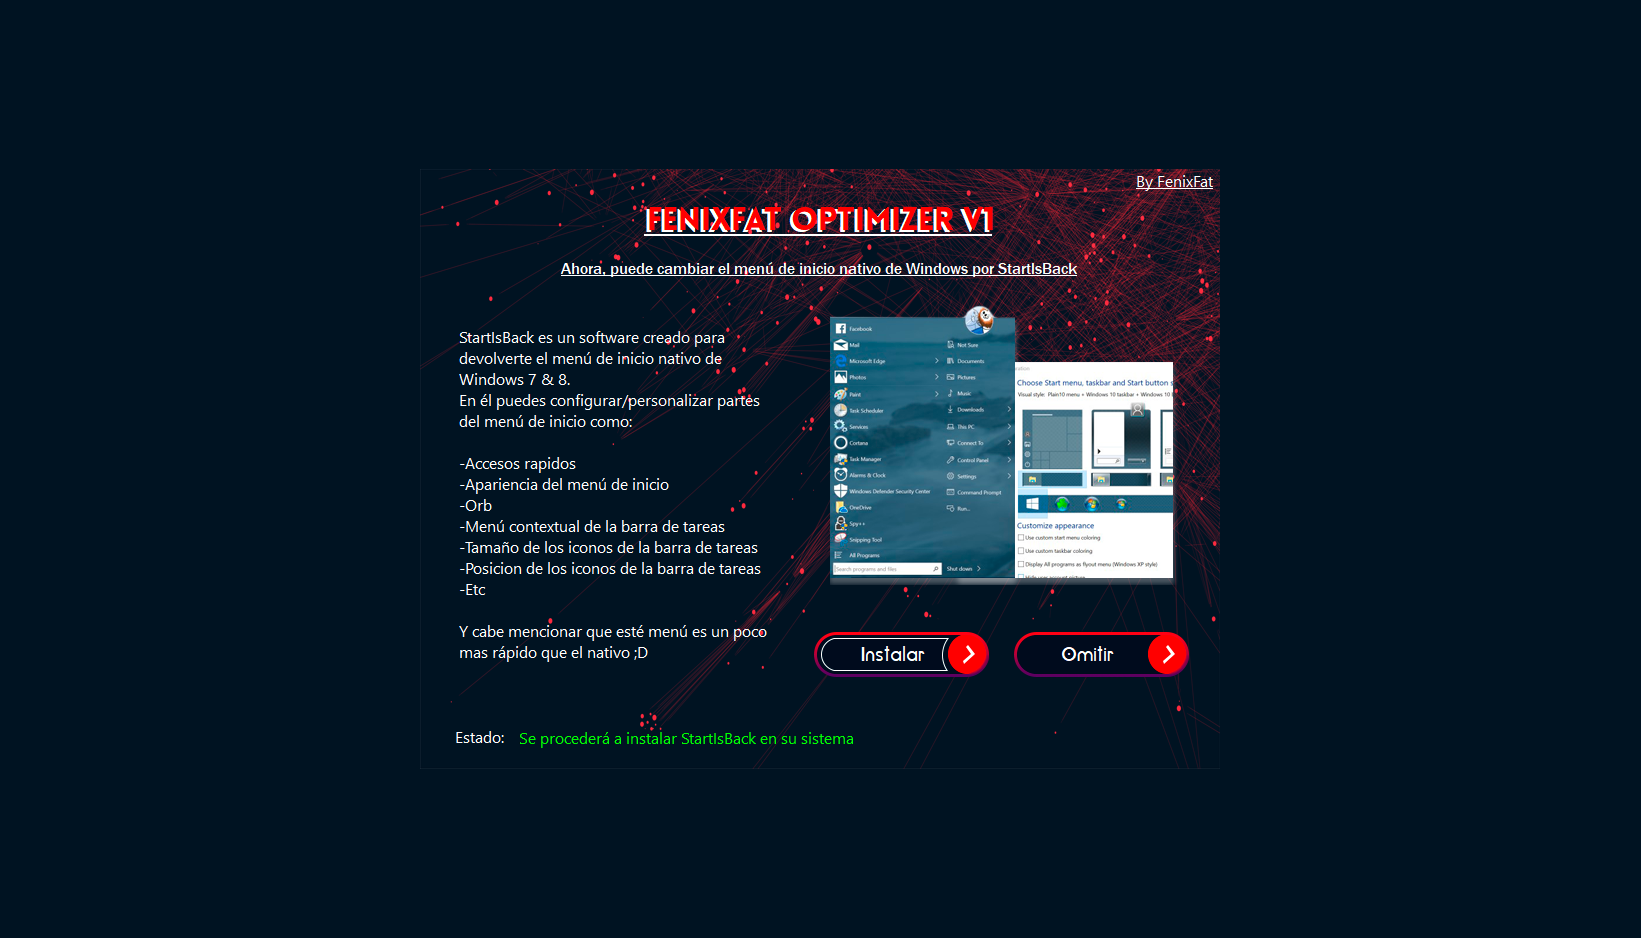 By FenixFat
FENIXFAT OPTIMIZER V1
Ahora, puede cambiar el menú de inicio nativo de Windows por StartIsBack
StartIsBack es un software creado para
devolverte el menú de inicio nativo de
Windows 7 & 8.
En él puedes configurar/personalizar partes
del menú de inicio como:
-Accesos rapidos
-Apariencia del menú de inicio
-Orb
-Menú contextual de la barra de tareas
-Tamaño de los iconos de la barra de tareas
-Posicion de los iconos de la barra de tareas
-Etc
Y cabe mencionar que esté menú es un poco
mas rápido que el nativo ;D
Facebook
Mail
Microsoft Edge
Photos
Paint
Task Scheduler
Services
Cortana
Task Manager
Alarms & Clock
Windows Defender Security Center
OneDrive
Spy++
Snipping Tool
All Programs
Search programs and files
Not Sure
Documents
Pictures
Music
Downloads
This PC
Connect To
Control Panel
Settings
Command Prompt
Run...
Shut down
Choose Start menu, taskbar and Start button s
Visual style: Plain10 menu + Windows 10 taskbar + Windows 10
Customize appearance
Use custom start menu coloring
Use custom taskbar coloring
Display All programs as flyout menu (Windows XP style)
Instalar
Omitir
Estado: Se procederá a instalar StartIsBack en su sistema